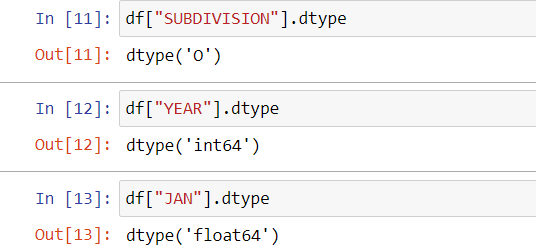 In [11]: df["SUBDIVISION"].dtype
Out[11]: dtype('O')
In [12]: df["YEAR"].dtype
Out[12]: dtype('int64')
In [13]: df["JAN"].dtype
Out[13]: dtype('float64')